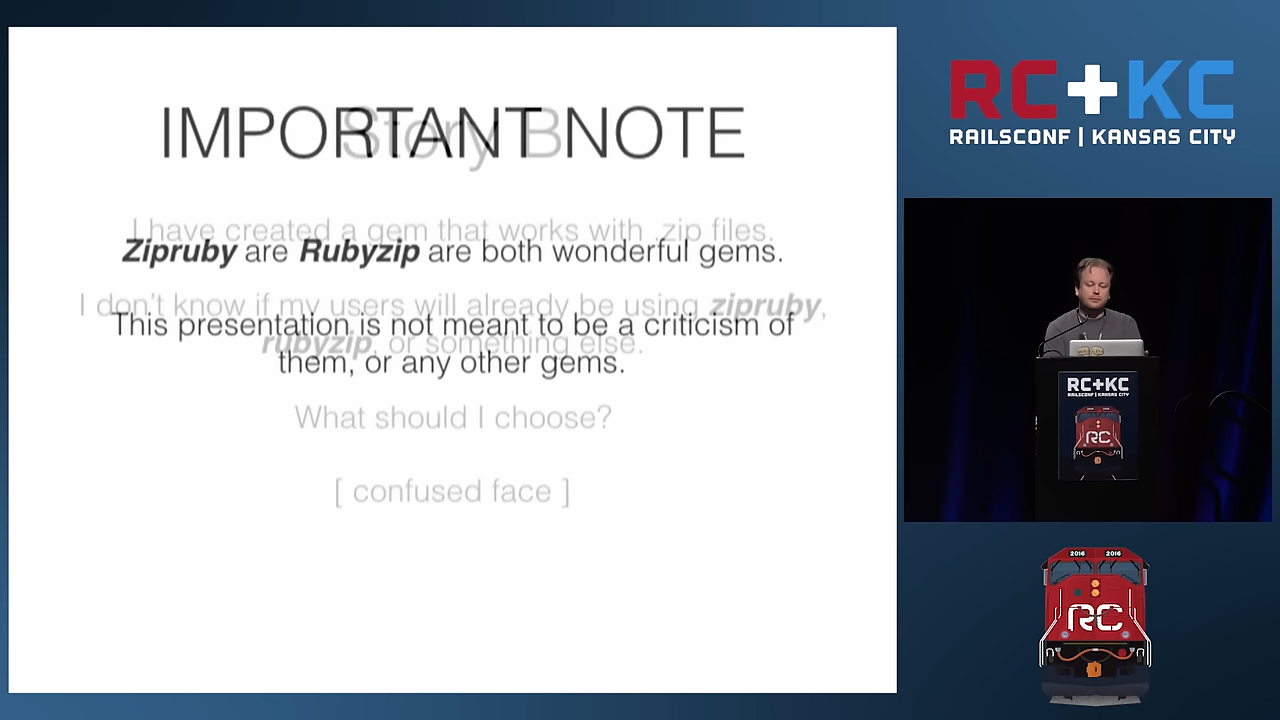 IMPORTANT NOTE
Story B
I have created a gem that works with .zip files.
Zipruby are Rubyzip are both wonderful gems.
I don't know if my users will already be using zipruby,
This presentation is not meant to be a criticism of
rubyzip, or something else.
them, or any other gems.
What should I choose?
[ confused face ]
RC+KC
RAILSCONF | KANSAS CITY
RC+KC
RAILSCONF | KANSAS CITY
RC
2016 2016
RC